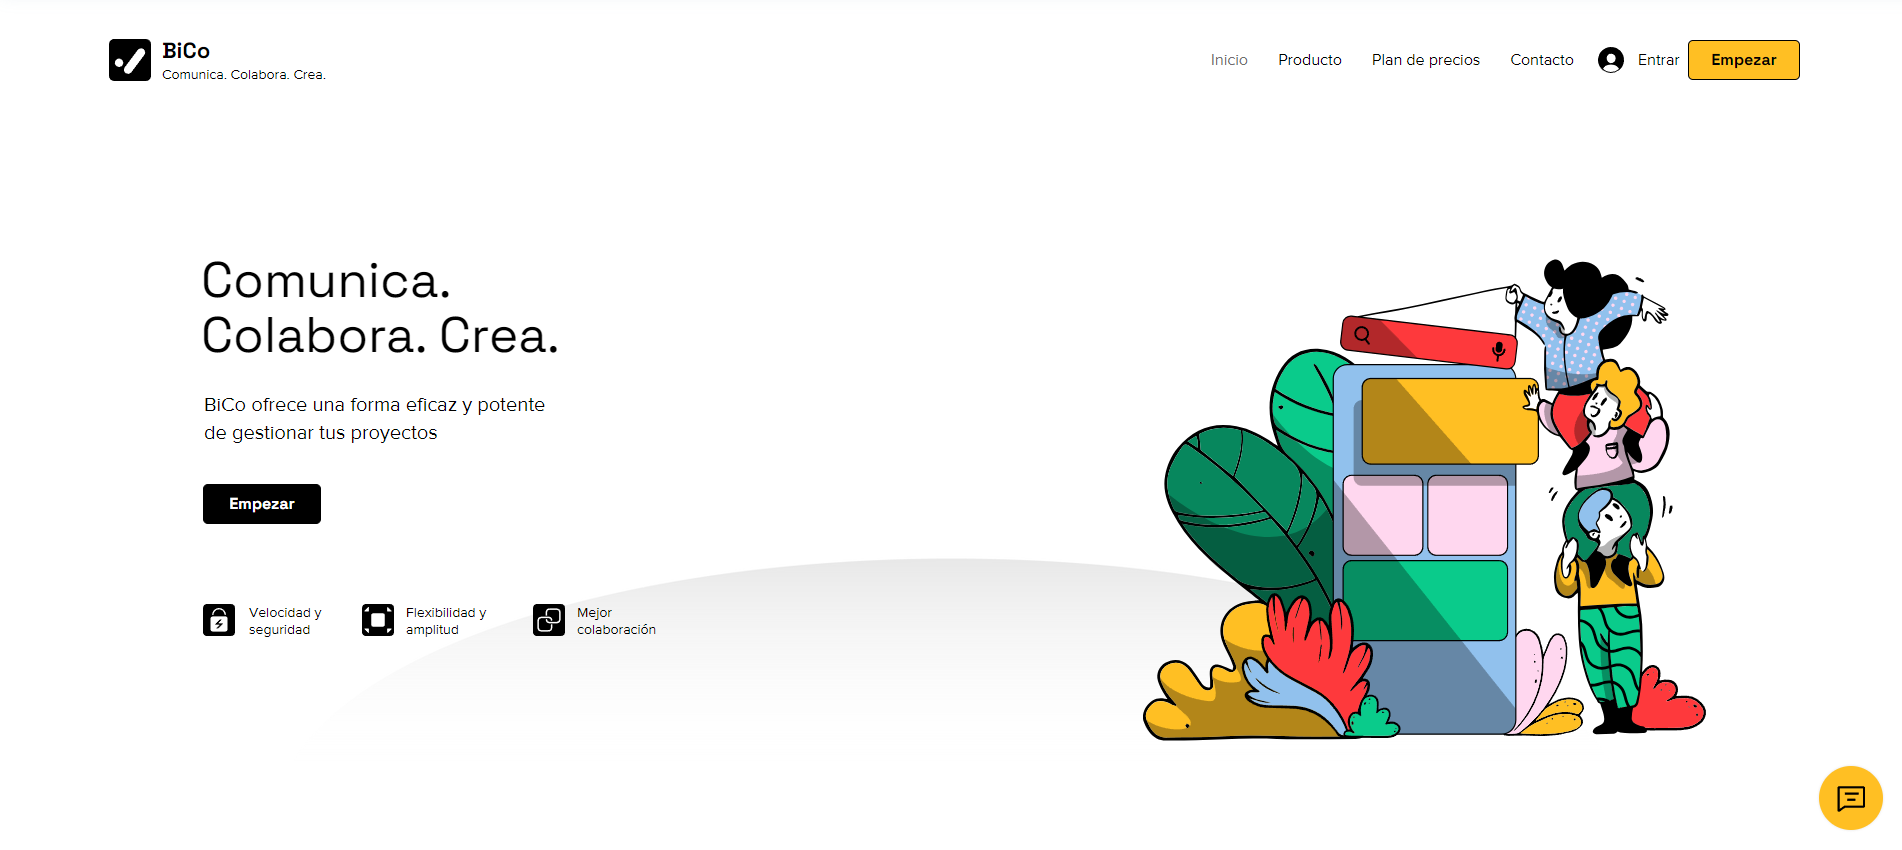 BiCo
Comunica. Colabora. Crea.
Inicio
Producto
Plan de precios
Contacto
Entrar
Empezar
Comunica.
Colabora. Crea.
BiCo ofrece una forma eficaz y potente
de gestionar tus proyectos
Empezar
Velocidad y
seguridad
Flexibilidad y
amplitud
Mejor
colaboración